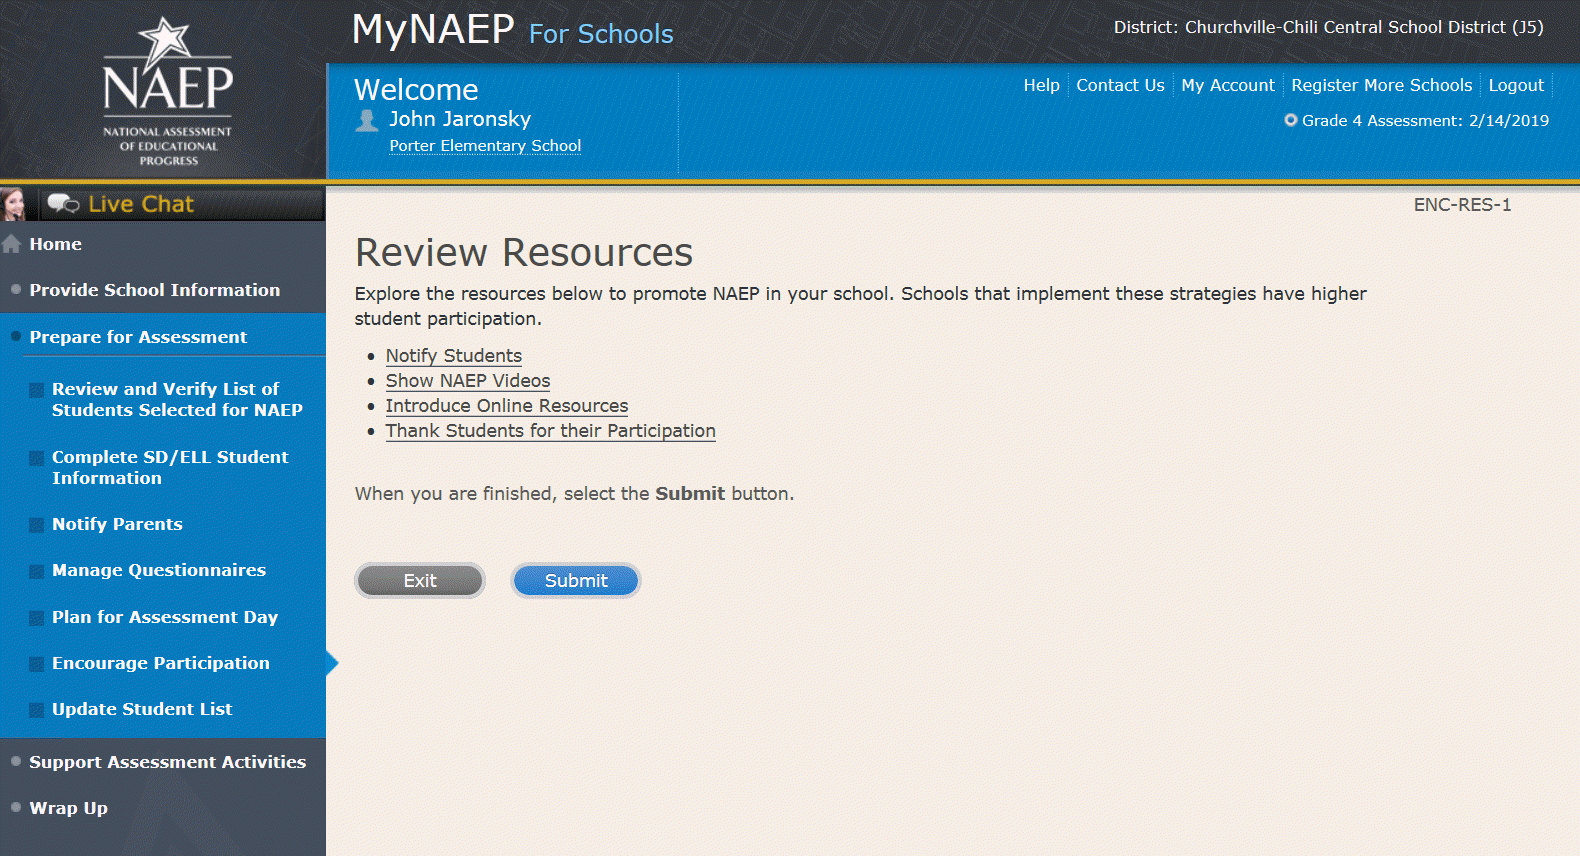 NAEP
NATIONAL ASSESSMENT
OF EDUCATIONAL
PROGRESS
MyNAEP For Schools
District: Churchville-Chili Central School District (J5)
Welcome
John Jaronsky
Porter Elementary School
Help Contact Us My Account Register More Schools Logout
Grade 4 Assessment: 2/14/2019
Live Chat
Home
Provide School Information
Prepare for Assessment
Review and Verify List of
Students Selected for NAEP
Complete SD/ELL Student
Information
Notify Parents
Manage Questionnaires
Plan for Assessment Day
Encourage Participation
Update Student List
Support Assessment Activities
Wrap Up
ENC-RES-1
Review Resources
Explore the resources below to promote NAEP in your school. Schools that implement these strategies have higher
student participation.
• Notify Students
• Show NAEP Videos
• Introduce Online Resources
• Thank Students for their Participation
When you are finished, select the Submit button.
Exit Submit